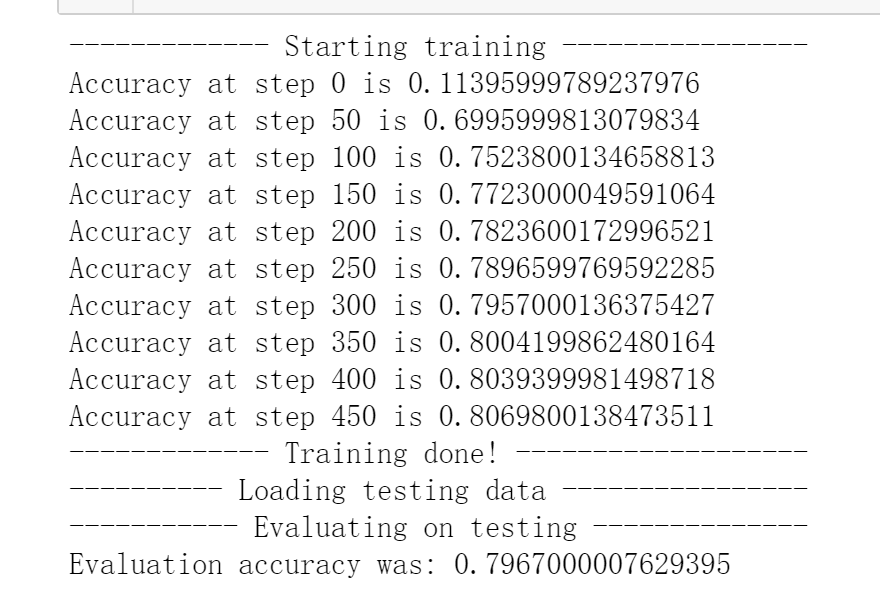 ------------- Starting training ----------------
Accuracy at step 0 is 0.11395999789237976
Accuracy at step 50 is 0.6995999813079834
Accuracy at step 100 is 0.7523800134658813
Accuracy at step 150 is 0.7723000049591064
Accuracy at step 200 is 0.7823600172996521
Accuracy at step 250 is 0.7896599769592285
Accuracy at step 300 is 0.7957000136375427
Accuracy at step 350 is 0.8004199862480164
Accuracy at step 400 is 0.8039399981498718
Accuracy at step 450 is 0.8069800138473511
------------- Training done! -------------------
---------- Loading testing data ----------------
----------- Evaluating on testing --------------
Evaluation accuracy was: 0.7967000007629395